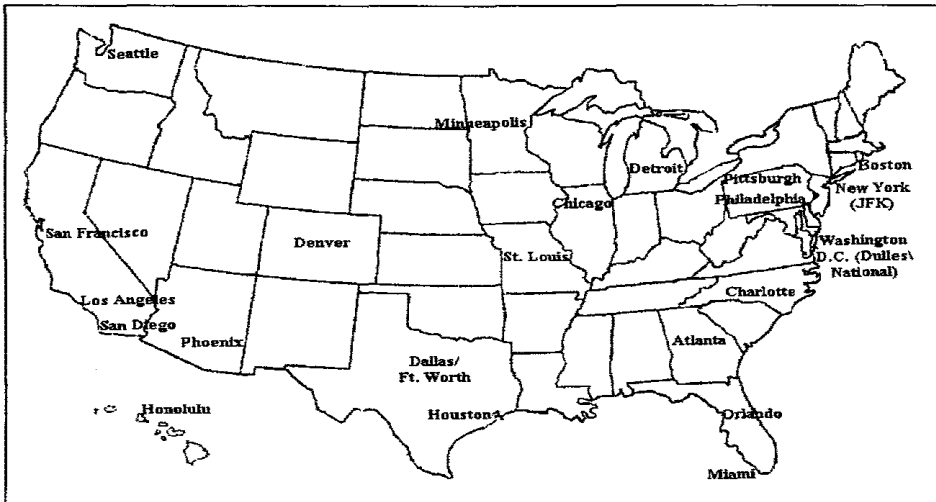 Seattle
Minneapolis
Detroit
Boston
Pittsburgh
Chicago
Philadelphia
New York
(JFK)
San Francisco
Denver
St. Louis
Washington
D.C. (Dulles\
National)
Los Angeles
Charlotte
San Diego
Phoenix
Atlanta
Dallas/
Ft. Worth
Honolulu
Houston
Orlando
Miami